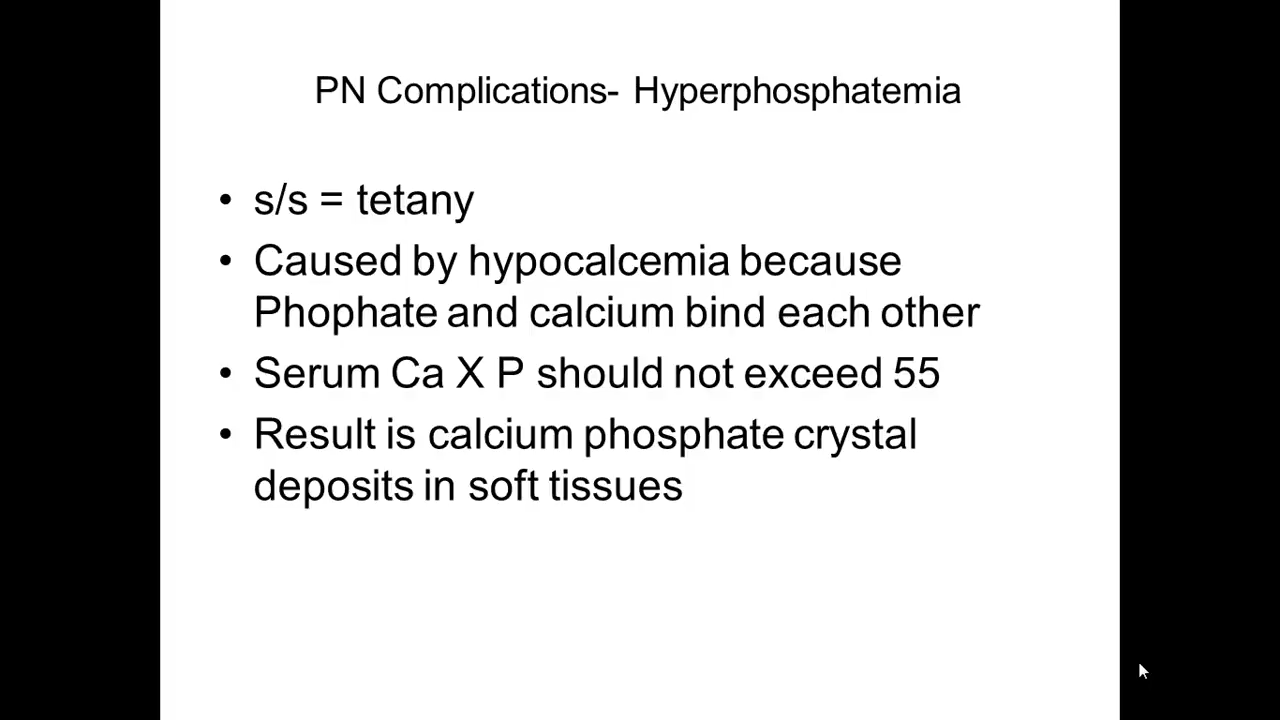 PN Complications- Hyperphosphatemia
• s/s = tetany
• Caused by hypocalcemia because
Phophate and calcium bind each other
• Serum Ca X P should not exceed 55
• Result is calcium phosphate crystal
deposits in soft tissues